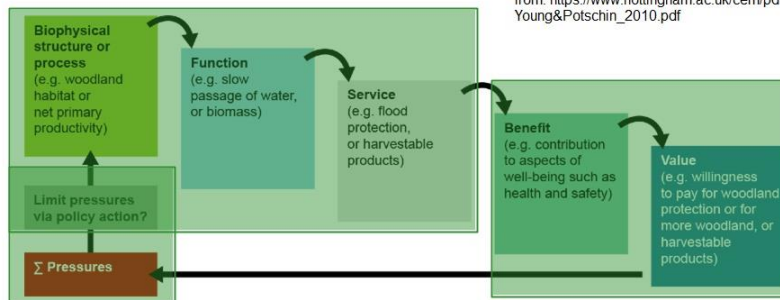 from: https://www.nottingham.ac.uk/cem/pd
Young&Potschin_2010.pdf
Biophysical
structure or
process
(e.g. woodland
habitat or
net primary
productivity)
Function
(e.g. slow
passage of water,
or biomass)
Service
(e.g. flood
protection,
or harvestable
products)
Benefit
(e.g. contribution
to aspects of
well-being such as
health and safety)
Value
(e.g. willingness
to pay for woodland
protection or for
more woodland, or
harvestable
products)
Limit pressures
via policy action?
∑ Pressures